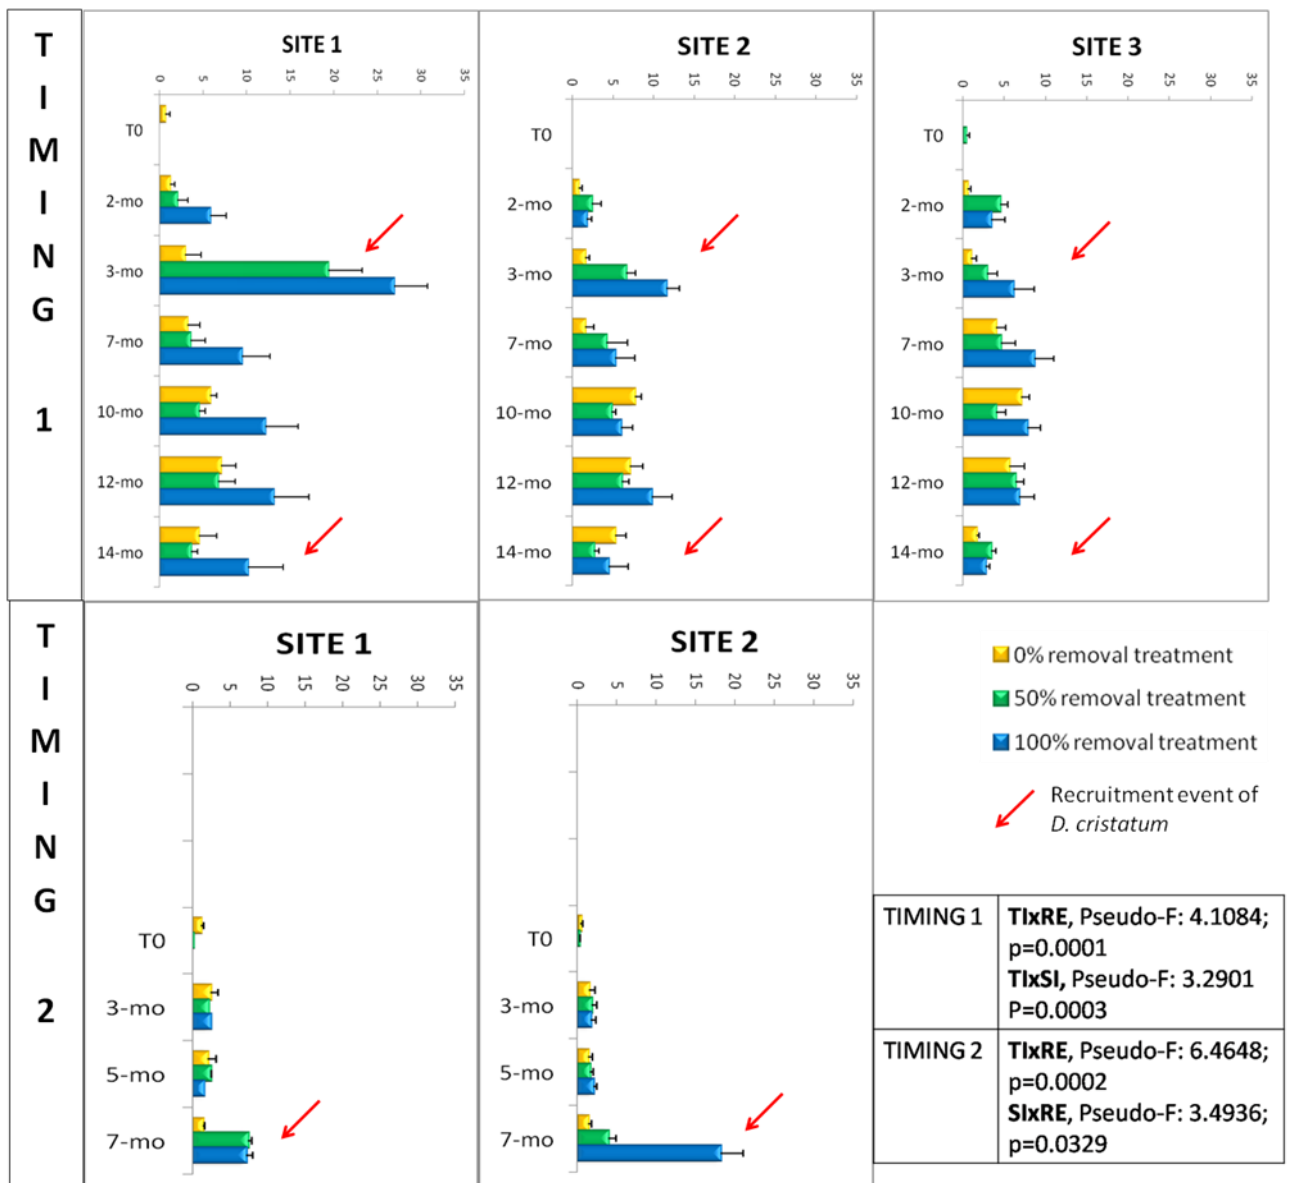 TIMING 1
SITE 1
0 5 10 15 20 25 30 35
T0
2-mo
3-mo
7-mo
10-mo
12-mo
14-mo
SITE 2
0 5 10 15 20 25 30 35
T0
2-mo
3-mo
7-mo
10-mo
12-mo
14-mo
SITE 3
0 5 10 15 20 25 30 35
T0
2-mo
3-mo
7-mo
10-mo
12-mo
14-mo
TIMING 2
SITE 1
0 5 10 15 20 25 30 35
T0
3-mo
5-mo
7-mo
SITE 2
0 5 10 15 20 25 30 35
T0
3-mo
5-mo
7-mo
0% removal treatment
50% removal treatment
100% removal treatment
Recruitment event of
D. cristatum
TIMING 1
TIxRE, Pseudo-F: 4.1084;
p=0.0001
TIxSI, Pseudo-F: 3.2901
P=0.0003
TIMING 2
TIxRE, Pseudo-F: 6.4648;
p=0.0002
SIxRE, Pseudo-F: 3.4936;
p=0.0329